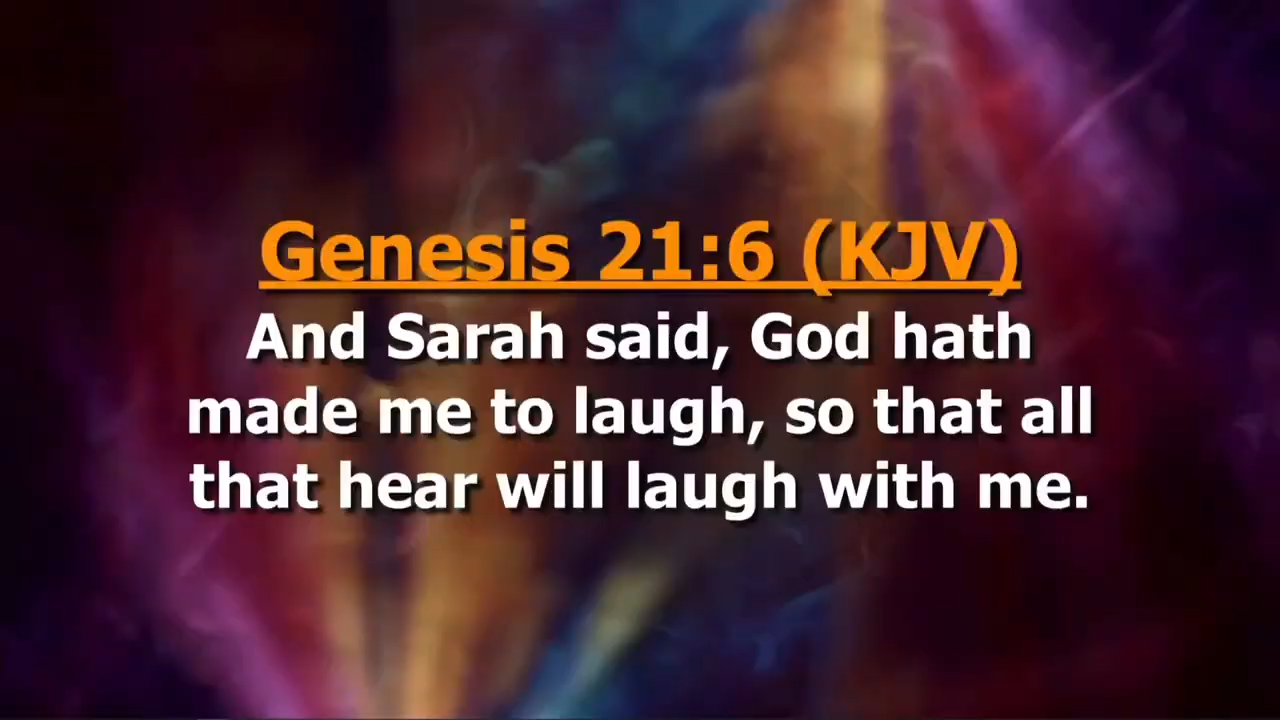 Genesis 21:6 (KJV)
And Sarah said, God hath
made me to laugh, so that all
that hear will laugh with me.